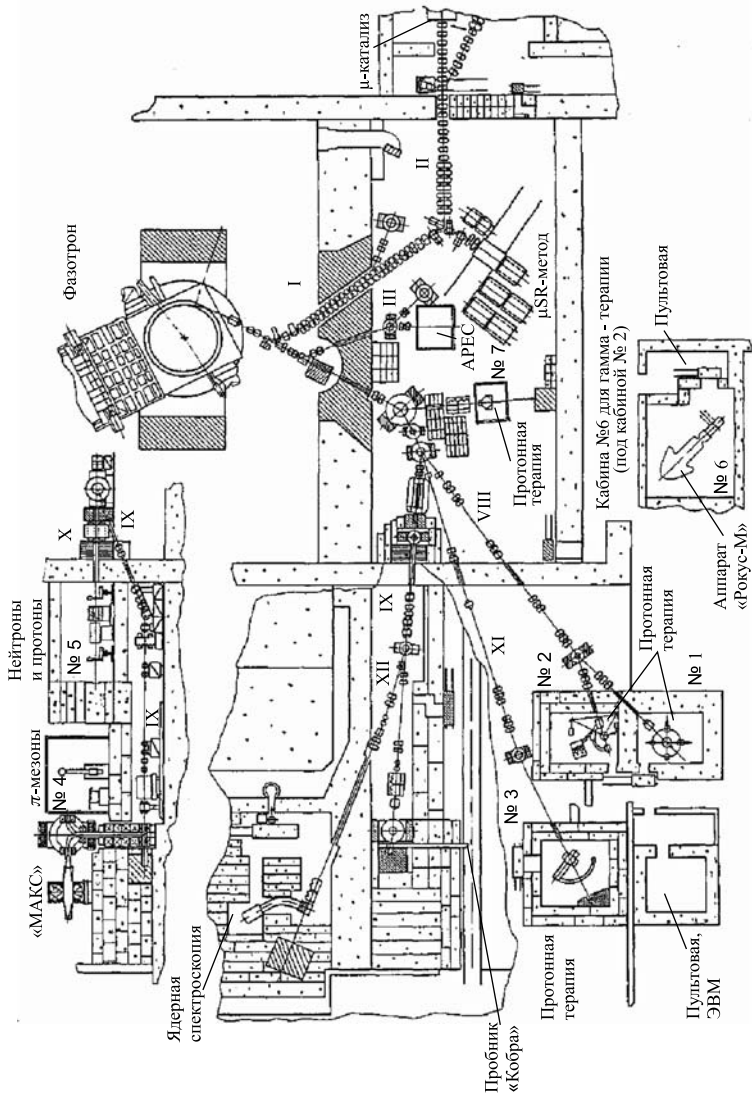 «МАКС»
π-мезоны
№ 4
Нейтроны
и протоны
№ 5
X
IX
IX
Фазотрон
I
II
III
μ-катализ
АРЕС
№ 7
μSR-метод
Протонная
терапия
VIII
IX
XII
XI
Ядерная
спектроскопия
Пробник
«Кобра»
№ 3
Протонная
терапия
Пультовая,
ЭВМ
№ 2
Протонная
терапия
№ 1
Кабина №6 для гамма - терапии
(под кабиной № 2)
Пультовая
№ 6
Аппарат
«Рокус-М»